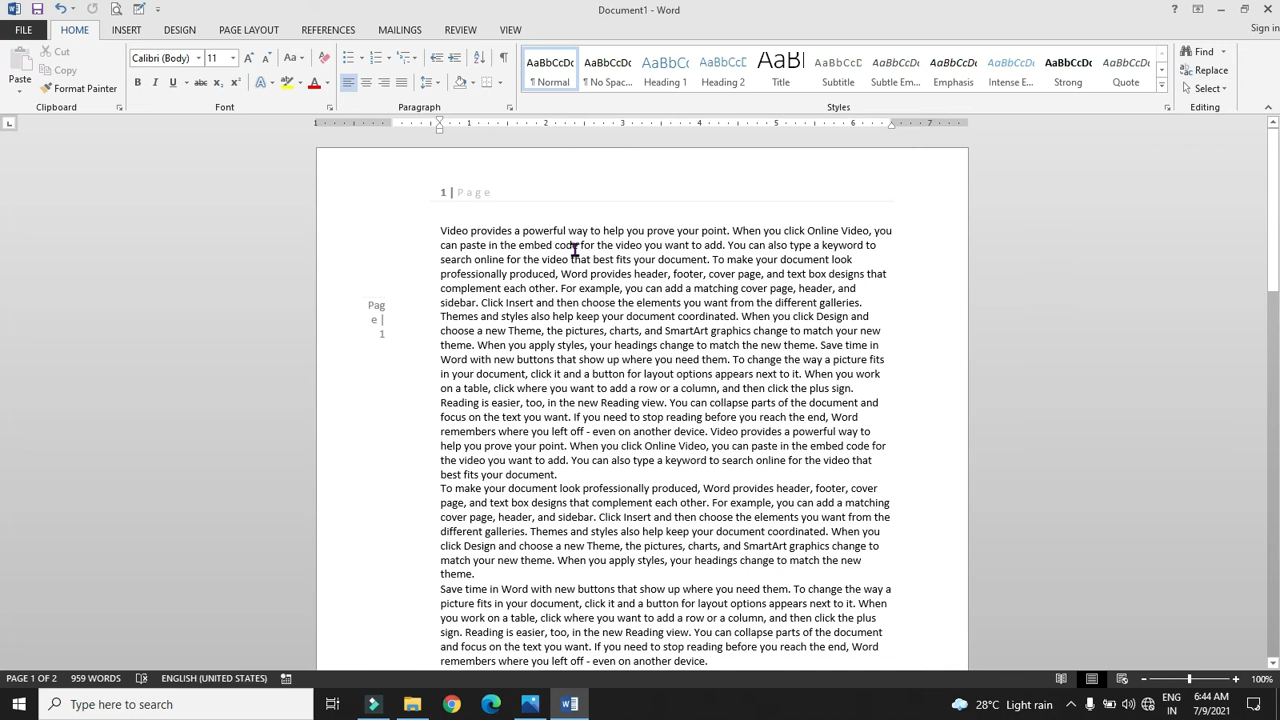 Document1 - Word
FILE HOME INSERT DESIGN PAGE LAYOUT REFERENCES MAILINGS REVIEW VIEW Sign in
Paste
Cut
Copy
Format Painter
Calibri (Body) 11
AaBbCcDc AaBbCcDc AaBbCc AaBbCcD AaBbCcD AaBbCcDc AaBbCcDc AaBbCcDc AaBbCcDc AaBbCcDc
¶ Normal ¶ No Spac... Heading 1 Heading 2 Title Subtitle Subtle Em... Emphasis Intense E... Strong Quote
Find
Replace
Select
Clipboard Font Paragraph Styles Editing
1 1 2 3 4 5 6 7
1 | Page
Video provides a powerful way to help you prove your point. When you click Online Video, you
can paste in the embed code for the video you want to add. You can also type a keyword to
search online for the video that best fits your document. To make your document look
professionally produced, Word provides header, footer, cover page, and text box designs that
complement each other. For example, you can add a matching cover page, header, and
sidebar. Click Insert and then choose the elements you want from the different galleries.
Themes and styles also help keep your document coordinated. When you click Design and
choose a new Theme, the pictures, charts, and SmartArt graphics change to match your new
theme. When you apply styles, your headings change to match the new theme. Save time in
Word with new buttons that show up where you need them. To change the way a picture fits
in your document, click it and a button for layout options appears next to it. When you work
on a table, click where you want to add a row or a column, and then click the plus sign.
Reading is easier, too, in the new Reading view. You can collapse parts of the document and
focus on the text you want. If you need to stop reading before you reach the end, Word
remembers where you left off - even on another device. Video provides a powerful way to
help you prove your point. When you click Online Video, you can paste in the embed code for
the video you want to add. You can also type a keyword to search online for the video that
best fits your document.
To make your document look professionally produced, Word provides header, footer, cover
page, and text box designs that complement each other. For example, you can add a matching
cover page, header, and sidebar. Click Insert and then choose the elements you want from the
different galleries. Themes and styles also help keep your document coordinated. When you
click Design and choose a new Theme, the pictures, charts, and SmartArt graphics change to
match your new theme. When you apply styles, your headings change to match the new
theme.
Save time in Word with new buttons that show up where you need them. To change the way a
picture fits in your document, click it and a button for layout options appears next to it. When
you work on a table, click where you want to add a row or a column, and then click the plus
sign. Reading is easier, too, in the new Reading view. You can collapse parts of the document
and focus on the text you want. If you need to stop reading before you reach the end, Word
remembers where you left off - even on another device.
Pag
e |
1
PAGE 1 OF 2 959 WORDS ENGLISH (UNITED STATES) 100%
Type here to search
28°C Light rain
ENG
IN
6:44 AM
7/9/2021